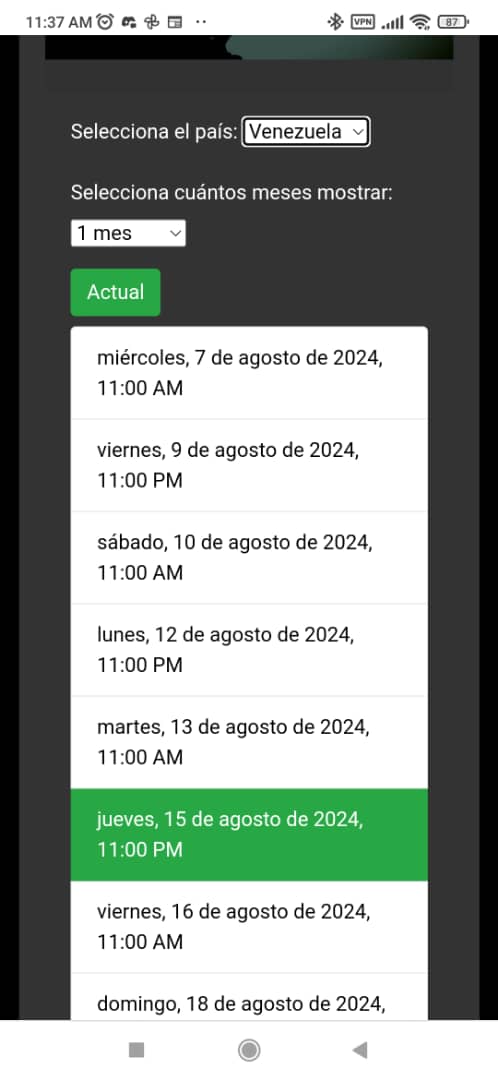 11:37 AM
VPN
87
Selecciona el país: Venezuela
Selecciona cuántos meses mostrar:
1 mes
Actual
miércoles, 7 de agosto de 2024,
11:00 AM
viernes, 9 de agosto de 2024,
11:00 PM
sábado, 10 de agosto de 2024,
11:00 AM
lunes, 12 de agosto de 2024,
11:00 PM
martes, 13 de agosto de 2024,
11:00 AM
jueves, 15 de agosto de 2024,
11:00 PM
viernes, 16 de agosto de 2024,
11:00 AM
domingo, 18 de agosto de 2024,